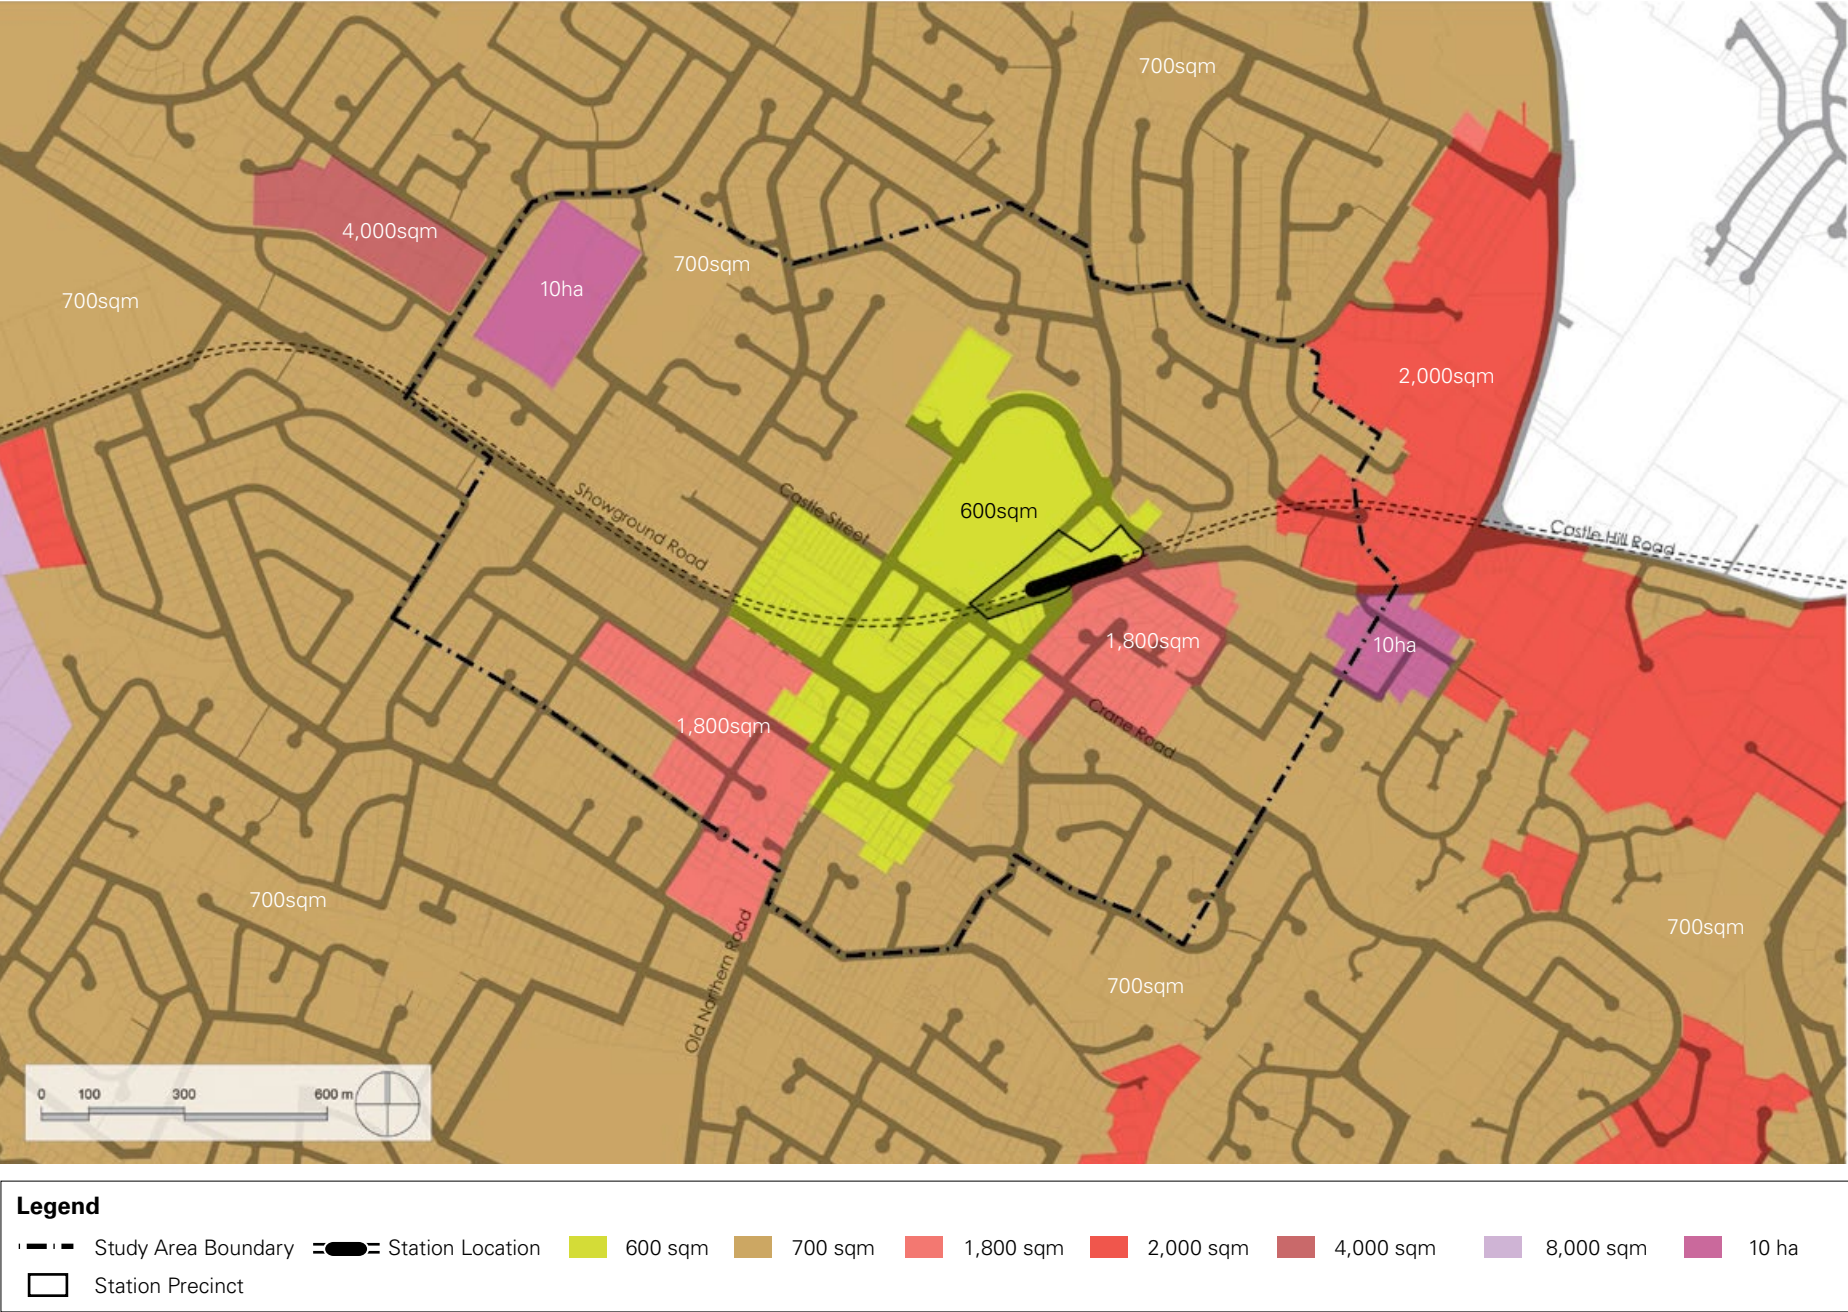 700sqm
4,000sqm
700sqm
10ha
700sqm
2,000sqm
Showground Road
Castle Street
600sqm
Castle Hill Road
1,800sqm
10ha
1,800sqm
Crane Road
700sqm
700sqm
700sqm
Old Northern Road
0 100 300 600 m
Legend
Study Area Boundary Station Location 600 sqm 700 sqm 1,800 sqm 2,000 sqm 4,000 sqm 8,000 sqm 10 ha
Station Precinct